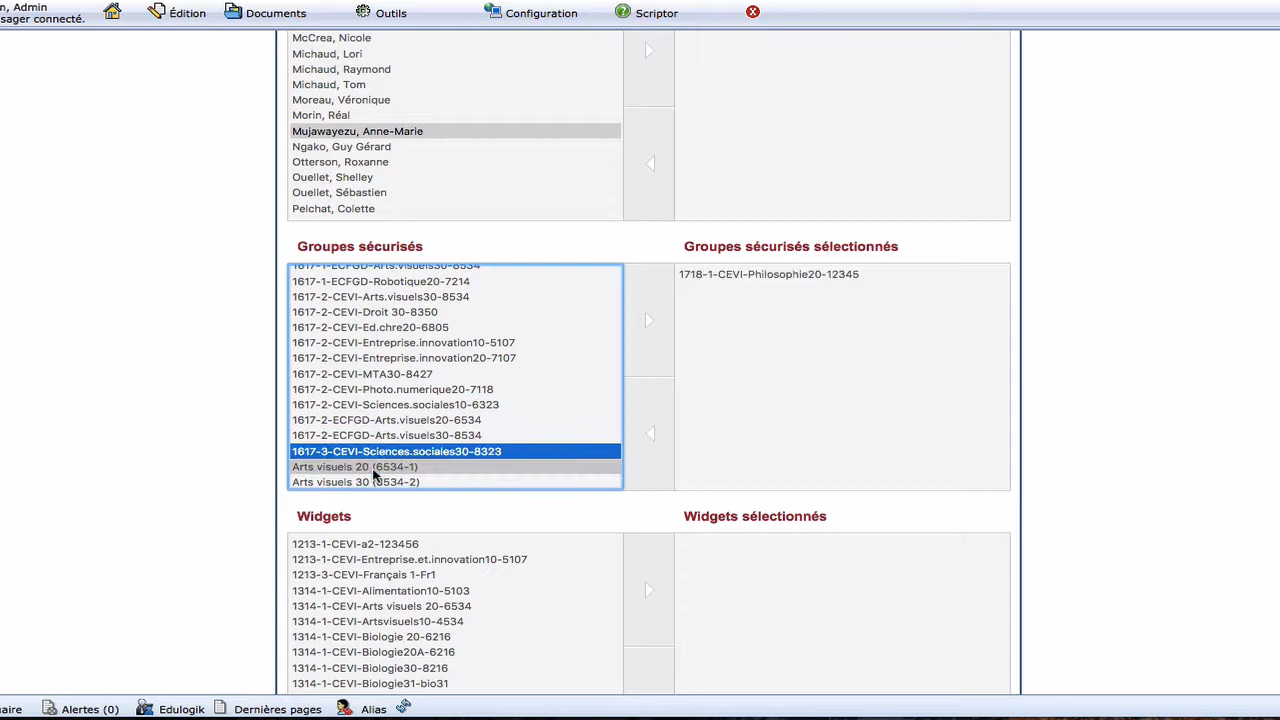 n, Admin
sager connecté.
Édition
Documents
Outils
Configuration
Scriptor
McCrea, Nicole
Michaud, Lori
Michaud, Raymond
Michaud, Tom
Moreau, Véronique
Morin, Réal
Mujawayezu, Anne-Marie
Ngako, Guy Gérard
Otterson, Roxanne
Ouellet, Shelley
Ouellet, Sébastien
Pelchat, Colette
Groupes sécurisés
Groupes sécurisés sélectionnés
1617-1-ECFGD-Arts.visuels30-8534
1617-1-ECFGD-Robotique20-7214
1617-2-CEVI-Arts.visuels30-8534
1617-2-CEVI-Droit 30-8350
1617-2-CEVI-Ed.chre20-6805
1617-2-CEVI-Entreprise.innovation10-5107
1617-2-CEVI-Entreprise.innovation20-7107
1617-2-CEVI-MTA30-8427
1617-2-CEVI-Photo.numerique20-7118
1617-2-CEVI-Sciences.sociales10-6323
1617-2-ECFGD-Arts.visuels20-6534
1617-2-ECFGD-Arts.visuels30-8534
1617-3-CEVI-Sciences.sociales30-8323
Arts visuels 20 (6534-1)
Arts visuels 30 (8534-2)
1718-1-CEVI-Philosophie20-12345
Widgets
Widgets sélectionnés
1213-1-CEVI-a2-123456
1213-1-CEVI-Entreprise.et.innovation10-5107
1213-3-CEVI-Français 1-Fr1
1314-1-CEVI-Alimentation10-5103
1314-1-CEVI-Arts visuels 20-6534
1314-1-CEVI-Artsvisuels10-4534
1314-1-CEVI-Biologie 20-6216
1314-1-CEVI-Biologie20A-6216
1314-1-CEVI-Biologie30-8216
1314-1-CEVI-Biologie31-bio31
uaire
Alertes (0)
Edulogik
Dernières pages
Alias